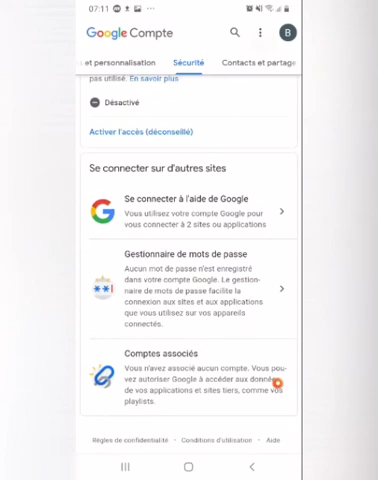 07:11
Google Compte
B
s et personnalisation Sécurité Contacts et partage
pas utilisé. En savoir plus
Désactivé
Activer l'accès (déconseillé)
Se connecter sur d'autres sites
Se connecter à l'aide de Google
Vous utilisez votre compte Google pour
vous connecter à 2 sites ou applications
Gestionnaire de mots de passe
Aucun mot de passe n'est enregistré
dans votre compte Google. Le gestion-
naire de mots de passe facilite la
connexion aux sites et aux applications
que vous utilisez sur vos appareils
connectés.
Comptes associés
Vous n'avez associé aucun compte. Vous pou-
vez autoriser Google à accéder aux données
de vos applications et sites tiers, comme vos
playlists.
Règles de confidentialité · Conditions d'utilisation · Aide